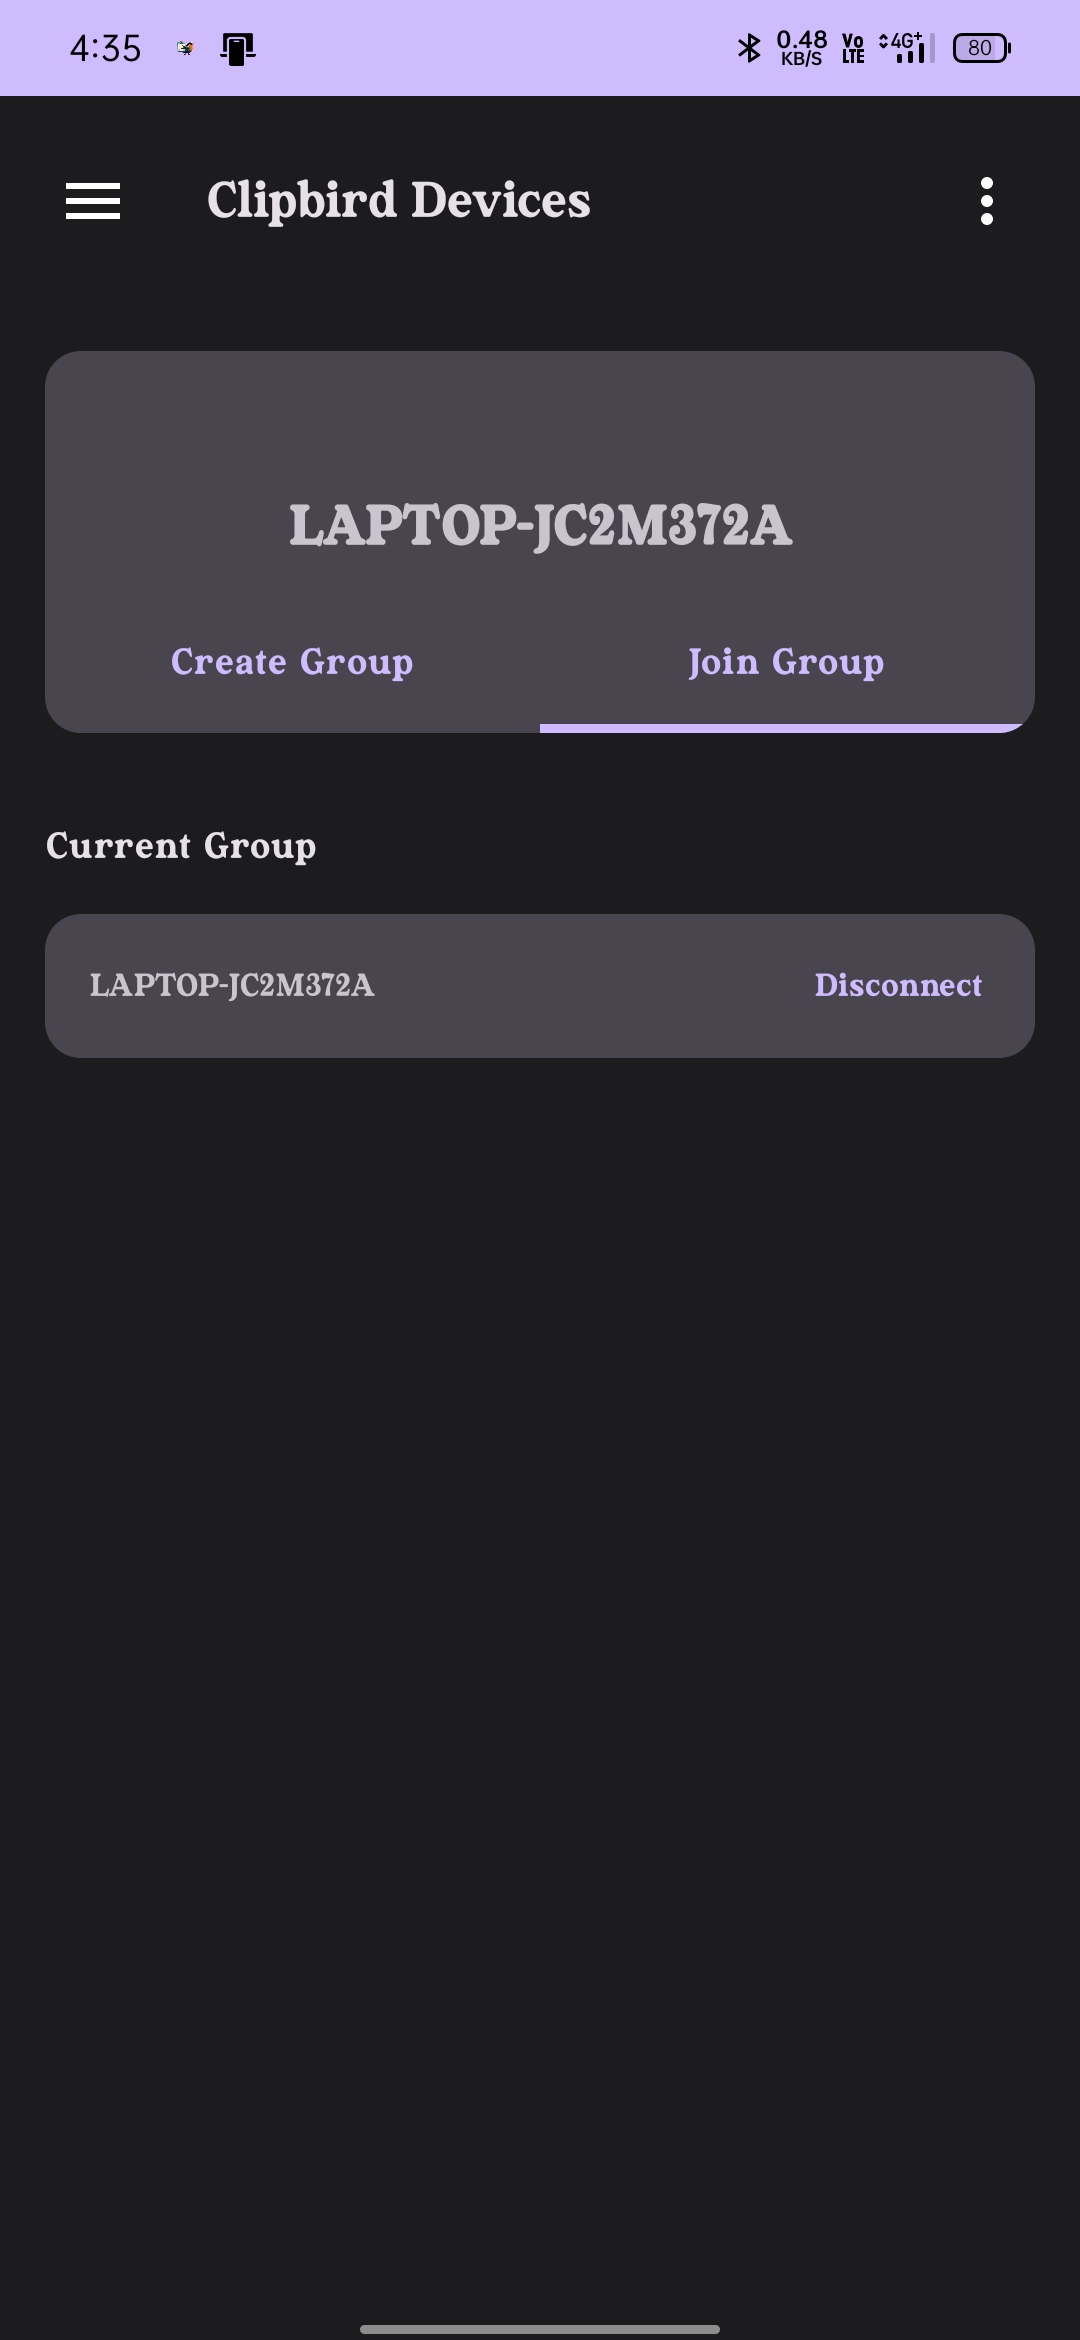 4:35 0.48 KB/S Vo LTE 4G+ 80
Clipbird Devices
LAPTOP-JC2M372A
Create Group Join Group
Current Group
LAPTOP-JC2M372A Disconnect